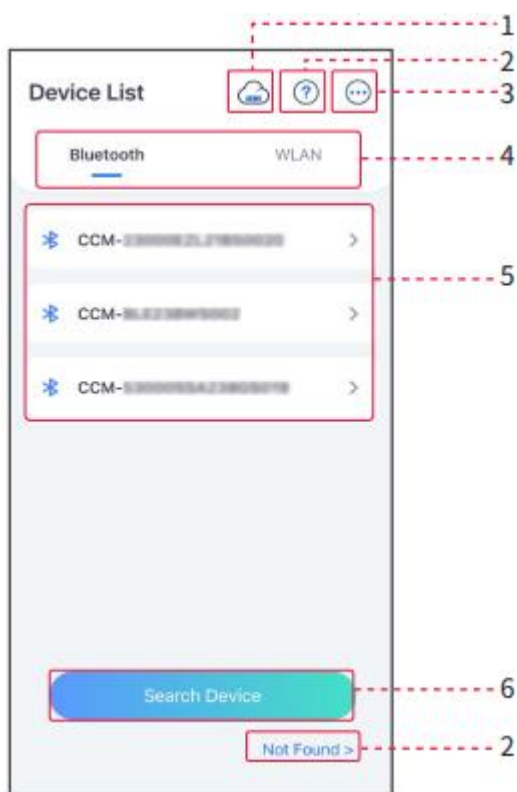 1
2
Device List ? 3
Bluetooth WLAN 4
CCM-
5
CCM-
CCM-
Search Device 6
Not Found > 2